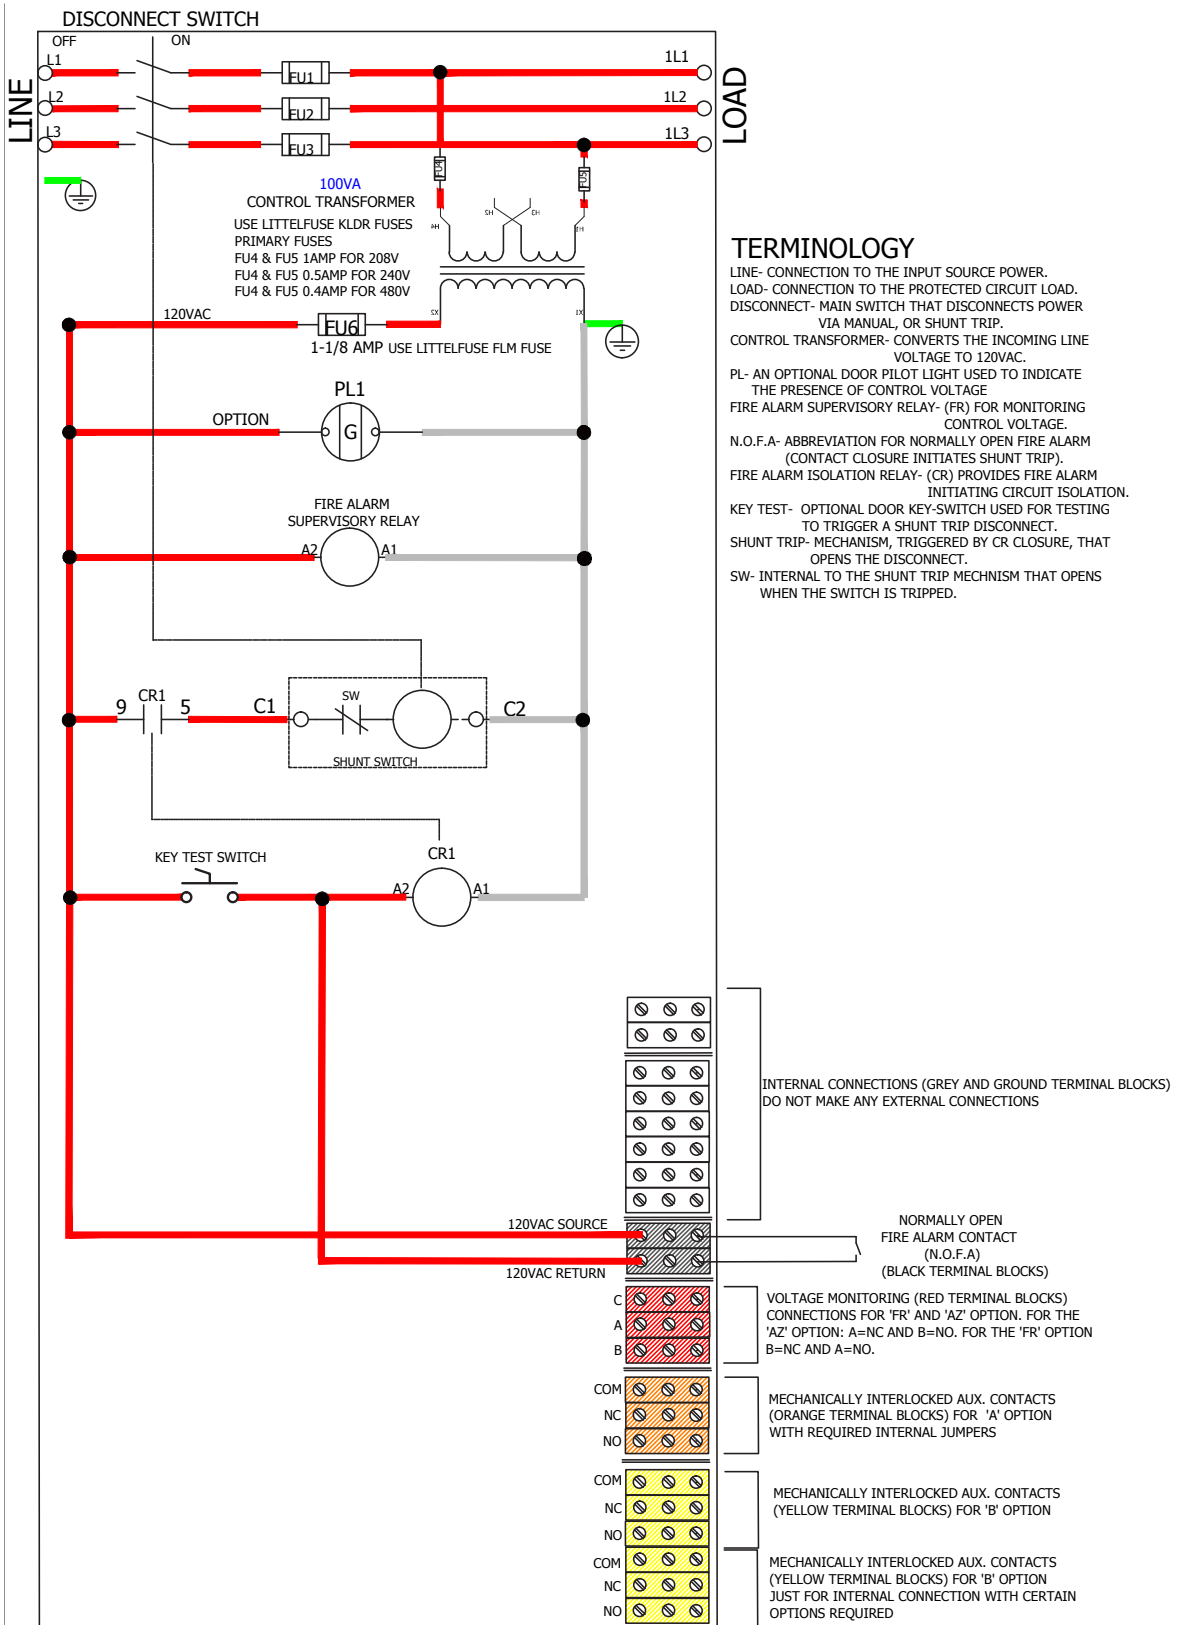 DISCONNECT SWITCH
OFF
ON
L1
FU1
1L1
LINE
L2
FU2
1L2
LOAD
L3
FU3
1L3
FU4
FU5
100VA
CONTROL TRANSFORMER
H4
H2
H3
H1
USE LITTELFUSE KLDR FUSES
PRIMARY FUSES
FU4 & FU5 1AMP FOR 208V
FU4 & FU5 0.5AMP FOR 240V
FU4 & FU5 0.4AMP FOR 480V
120VAC
X2
X1
FU6
1-1/8 AMP USE LITTELFUSE FLM FUSE
PL1
OPTION
G
FIRE ALARM
SUPERVISORY RELAY
A2
A1
9
CR1
5
C1
SW
C2
SHUNT SWITCH
KEY TEST SWITCH
CR1
A2
A1
TERMINOLOGY
LINE- CONNECTION TO THE INPUT SOURCE POWER.
LOAD- CONNECTION TO THE PROTECTED CIRCUIT LOAD.
DISCONNECT- MAIN SWITCH THAT DISCONNECTS POWER
VIA MANUAL, OR SHUNT TRIP.
CONTROL TRANSFORMER- CONVERTS THE INCOMING LINE
VOLTAGE TO 120VAC.
PL- AN OPTIONAL DOOR PILOT LIGHT USED TO INDICATE
THE PRESENCE OF CONTROL VOLTAGE
FIRE ALARM SUPERVISORY RELAY- (FR) FOR MONITORING
CONTROL VOLTAGE.
N.O.F.A- ABBREVIATION FOR NORMALLY OPEN FIRE ALARM
(CONTACT CLOSURE INITIATES SHUNT TRIP).
FIRE ALARM ISOLATION RELAY- (CR) PROVIDES FIRE ALARM
INITIATING CIRCUIT ISOLATION.
KEY TEST- OPTIONAL DOOR KEY-SWITCH USED FOR TESTING
TO TRIGGER A SHUNT TRIP DISCONNECT.
SHUNT TRIP- MECHANISM, TRIGGERED BY CR CLOSURE, THAT
OPENS THE DISCONNECT.
SW- INTERNAL TO THE SHUNT TRIP MECHNISM THAT OPENS
WHEN THE SWITCH IS TRIPPED.
INTERNAL CONNECTIONS (GREY AND GROUND TERMINAL BLOCKS)
DO NOT MAKE ANY EXTERNAL CONNECTIONS
120VAC SOURCE
120VAC RETURN
NORMALLY OPEN
FIRE ALARM CONTACT
(N.O.F.A)
(BLACK TERMINAL BLOCKS)
C
A
B
VOLTAGE MONITORING (RED TERMINAL BLOCKS)
CONNECTIONS FOR 'FR' AND 'AZ' OPTION. FOR THE
'AZ' OPTION: A=NC AND B=NO. FOR THE 'FR' OPTION
B=NC AND A=NO.
COM
NC
NO
MECHANICALLY INTERLOCKED AUX. CONTACTS
(ORANGE TERMINAL BLOCKS) FOR 'A' OPTION
WITH REQUIRED INTERNAL JUMPERS
COM
NC
NO
MECHANICALLY INTERLOCKED AUX. CONTACTS
(YELLOW TERMINAL BLOCKS) FOR 'B' OPTION
COM
NC
NO
MECHANICALLY INTERLOCKED AUX. CONTACTS
(YELLOW TERMINAL BLOCKS) FOR 'B' OPTION
JUST FOR INTERNAL CONNECTION WITH CERTAIN
OPTIONS REQUIRED